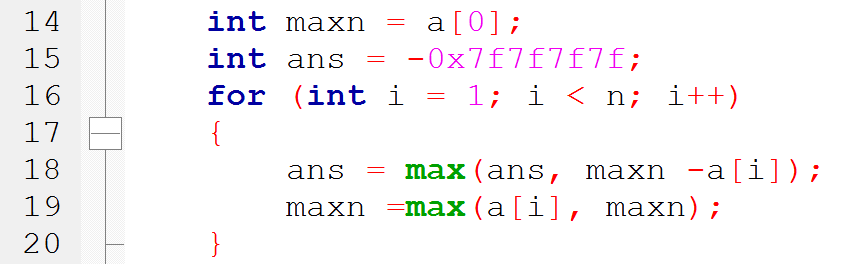 14 int maxn = a[0];
15 int ans = -0x7f7f7f7f;
16 for (int i = 1; i < n; i++)
17 {
18 ans = max(ans, maxn -a[i]);
19 maxn =max(a[i], maxn);
20 }